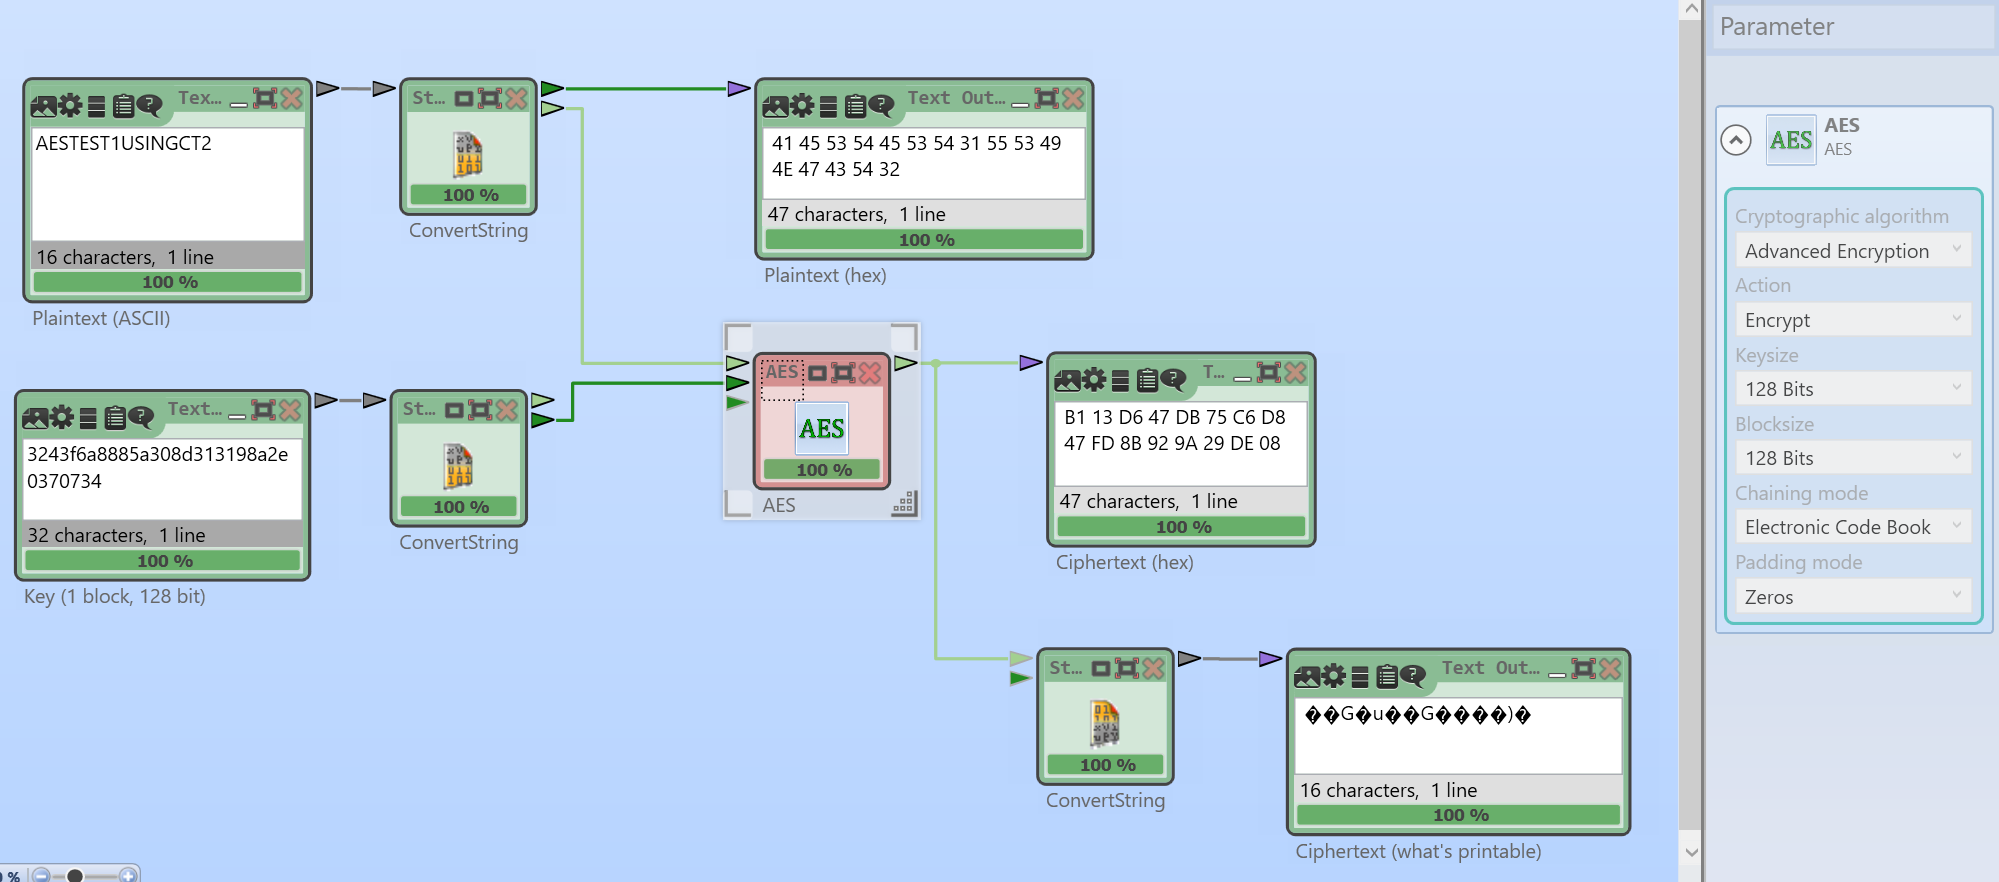 Parameter
Tex...
AESTEST1USINGCT2
16 characters,  1 line
100 %
Plaintext (ASCII)
St...
100 %
ConvertString
Text Out...
41 45 53 54 45 53 54 31 55 53 49
4E 47 43 54 32
47 characters,  1 line
100 %
Plaintext (hex)
Text...
3243f6a8885a308d313198a2e
0370734
32 characters,  1 line
100 %
Key (1 block, 128 bit)
St...
100 %
ConvertString
AES
AES
100 %
AES
T...
B1 13 D6 47 DB 75 C6 D8
47 FD 8B 92 9A 29 DE 08
47 characters,  1 line
100 %
Ciphertext (hex)
St...
100 %
ConvertString
Text Out...
��G�u��G����)�
16 characters,  1 line
100 %
Ciphertext (what's printable)
AES
AES
AES
Cryptographic algorithm
Advanced Encryption
Action
Encrypt
Keysize
128 Bits
Blocksize
128 Bits
Chaining mode
Electronic Code Book
Padding mode
Zeros
%